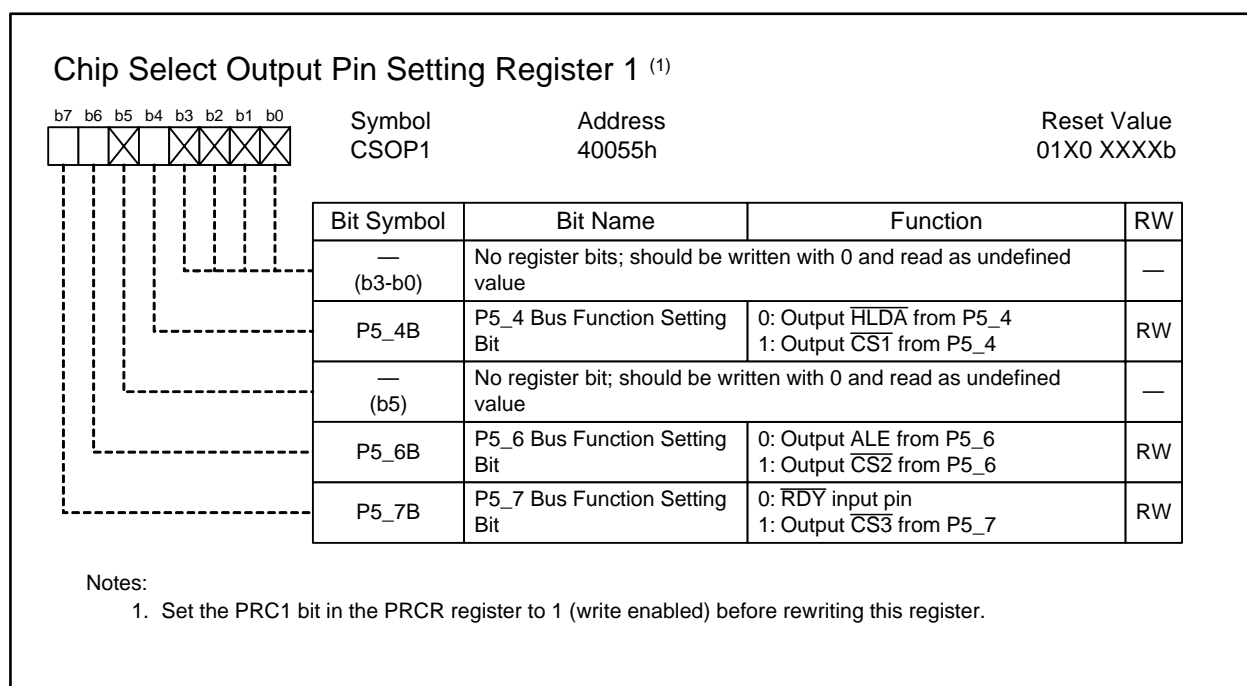 Chip Select Output Pin Setting Register 1 (1)
b7 b6 b5 b4 b3 b2 b1 b0
Symbol Address Reset Value
CSOP1 40055h 01X0 XXXXb
Bit Symbol Bit Name Function RW
—
(b3-b0)
No register bits; should be written with 0 and read as undefined
value
—
P5_4B
P5_4 Bus Function Setting
Bit
0: Output H̅L̅D̅A̅ from P5_4
1: Output C̅S̅1̅ from P5_4
RW
—
(b5)
No register bit; should be written with 0 and read as undefined
value
—
P5_6B
P5_6 Bus Function Setting
Bit
0: Output ALE from P5_6
1: Output C̅S̅2̅ from P5_6
RW
P5_7B
P5_7 Bus Function Setting
Bit
0: R̅D̅Y̅ input pin
1: Output C̅S̅3̅ from P5_7
RW
Notes:
1. Set the PRC1 bit in the PRCR register to 1 (write enabled) before rewriting this register.